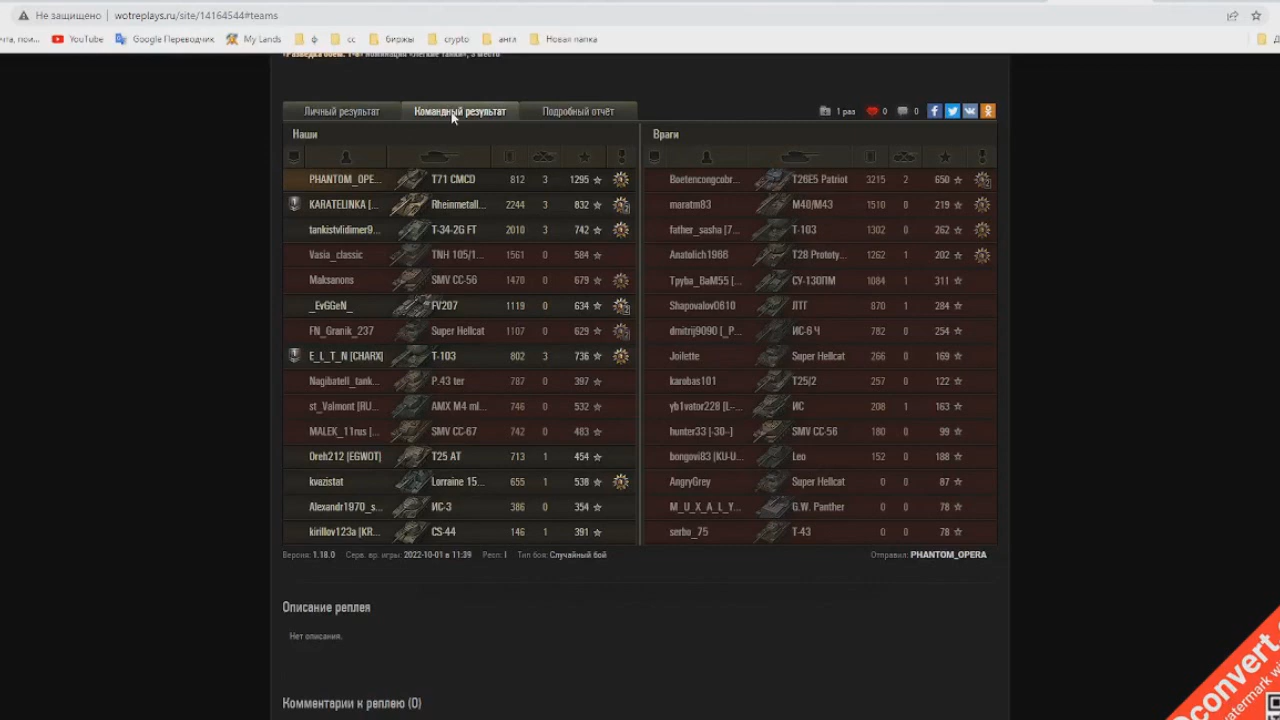 Не защищено | wotreplays.ru/site/14164544#teams
чта, пои... YouTube Google Переводчик My Lands ф сс биржы crypto англ Новая папка
Личный результат Командный результат Подробный отчёт 1 раз 0 0
Наши Враги
PHANTOM_OPE... T71 CMCD 812 3 1295 Boetencongcobr... T26E5 Patriot 3215 2 650
KARATELINKA [... Rheinmetall... 2244 3 832 maratm83 M40/M43 1510 8 219
tankistvlidimer9... T-34-2G FT 2010 3 742 father_sasha [7... T-103 1302 0 262
Vasia_classic TNH 105/1... 1561 0 584 Anatolich1986 T28 Prototy... 1262 1 202
Maksanons SMV CC-56 1470 0 679 Tpyba_BaM55 [... СУ-130ПМ 1084 1 311
_EvGGeN_ FV207 1119 0 634 Shapovalov0610 ЛТГ 870 1 284
FN_Granik_237 Super Hellcat 1107 0 629 dmitrij9090 [_P... ИС-6 Ч 782 0 254
E_L_T_N [CHARX] T-103 802 3 736 Joilette Super Hellcat 266 0 169
Nagibatell_tank... P.43 ter 787 0 397 karobas101 T25/2 257 0 122
st_Valmont [RU... AMX M4 ml... 746 0 532 yb1vator228 [L-... ИС 208 1 163
MALEK_11rus [... SMV CC-67 742 0 483 hunter33 [-30--] SMV CC-56 180 0 99
Oreh212 [EGWOT] T25 AT 713 1 454 bongovi83 [KU-U... Leo 152 0 188
kvazistat Lorraine 15... 655 1 538 AngryGrey Super Hellcat 0 0 87
Alexandr1970_s... ИС-3 386 0 354 M_U_X_A_L_Y... G.W. Panther 0 0 78
kirillov123a [KR... CS-44 146 1 391 serbo_75 T-43 0 0 78
Версия: 1.18.0 Серв. вр. игры: 2022-10-01 в 11:39 Респ: I Тип боя: Случайный бой Отправил: PHANTOM_OPERA
Описание реплея
Нет описания.
Комментарии к реплею (0)